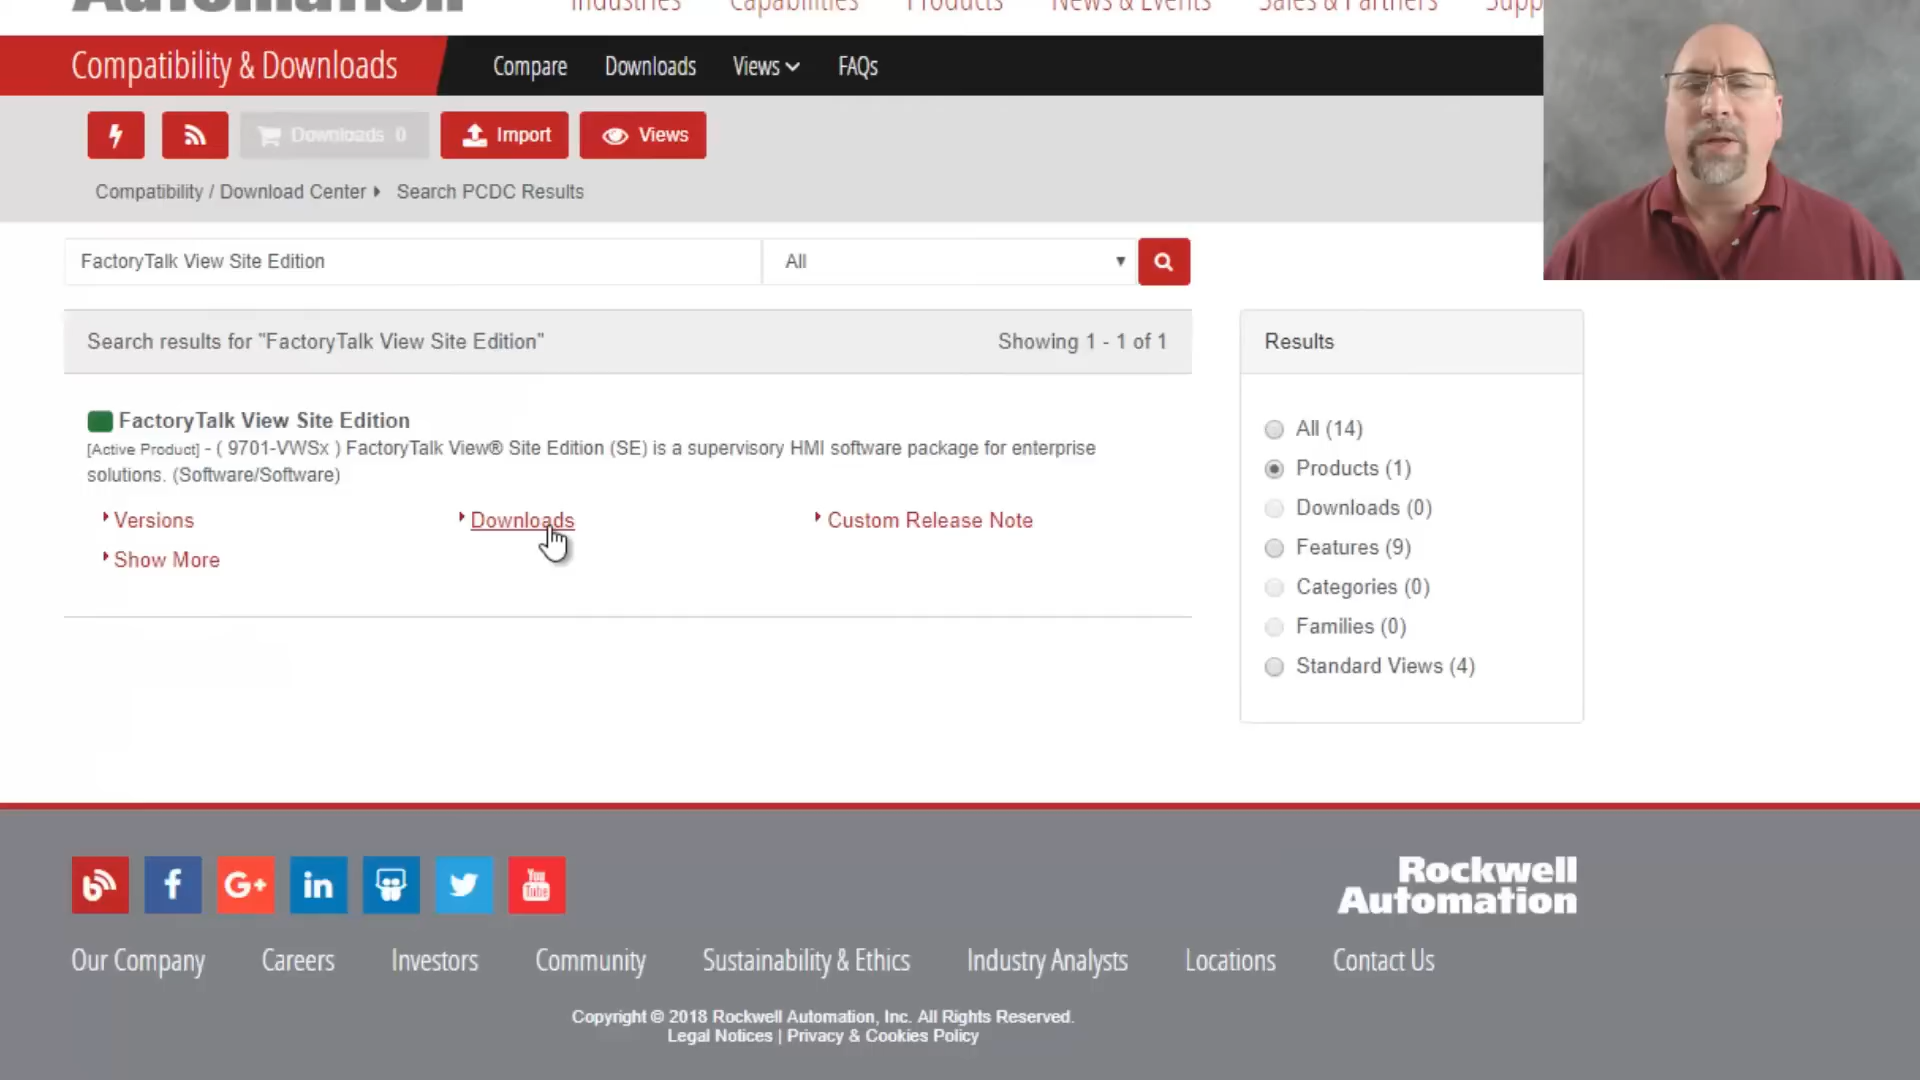 Automation
Industries Capabilities Products News & Events Sales & Partners Supp
Compatibility & Downloads
Compare Downloads Views FAQs
Downloads 0 Import Views
Compatibility / Download Center Search PCDC Results
FactoryTalk View Site Edition All
Search results for "FactoryTalk View Site Edition" Showing 1 - 1 of 1
FactoryTalk View Site Edition
[Active Product] - ( 9701-VWSx ) FactoryTalk View® Site Edition (SE) is a supervisory HMI software package for enterprise
solutions. (Software/Software)
Versions Downloads Custom Release Note
Show More
Results
All (14)
Products (1)
Downloads (0)
Features (9)
Categories (0)
Families (0)
Standard Views (4)
b f G+ in You Tube
Rockwell
Automation
Our Company Careers Investors Community Sustainability & Ethics Industry Analysts Locations Contact Us
Copyright © 2018 Rockwell Automation, Inc. All Rights Reserved.
Legal Notices | Privacy & Cookies Policy